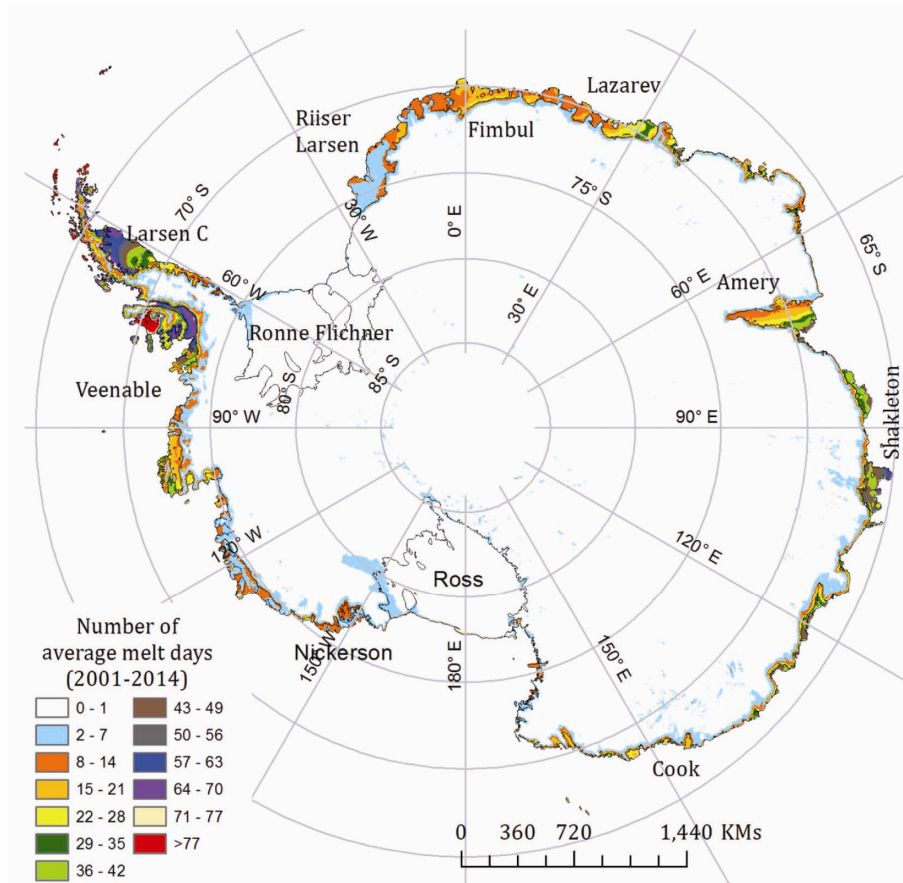 Lazarev
Riiser
Larsen
Fimbul
75° S
70° S
30° W
0° E
65° S
Larsen C
60° W
60° E
Amery
30° E
Ronne Flichner
85° S
80° S
Veenable
90° W
90° E
Shakleton
120° W
120° E
Ross
150° W
Nickerson
180° E
150° E
Cook
Number of
average melt days
(2001-2014)
0 - 1
2 - 7
8 - 14
15 - 21
22 - 28
29 - 35
36 - 42
43 - 49
50 - 56
57 - 63
64 - 70
71 - 77
>77
0 360 720 1,440 KMs